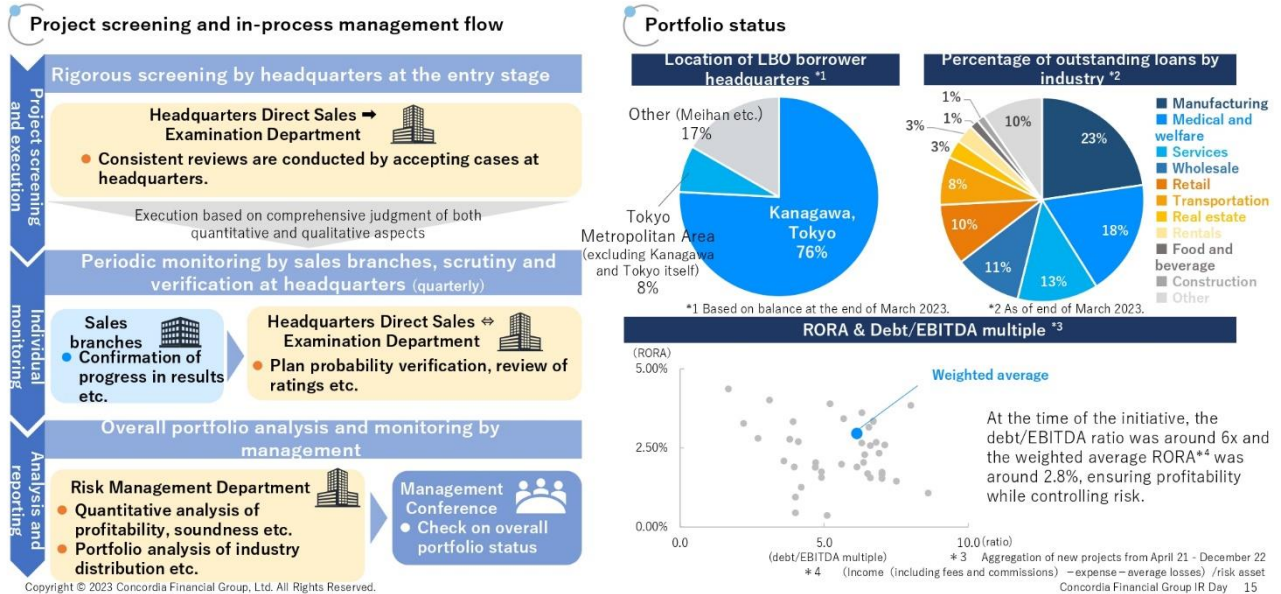 Project screening and in-process management flow
Project screening and execution
Rigorous screening by headquarters at the entry stage
Headquarters Direct Sales ➡
Examination Department
● Consistent reviews are conducted by accepting cases at
headquarters.
Execution based on comprehensive judgment of both
quantitative and qualitative aspects
Individual monitoring
Periodic monitoring by sales branches, scrutiny and
verification at headquarters (quarterly)
Sales
branches
● Confirmation of
progress in results
etc.
Headquarters Direct Sales ⇔
Examination Department
● Plan probability verification, review of
ratings etc.
Analysis and reporting
Overall portfolio analysis and monitoring by
management
Risk Management Department
● Quantitative analysis of
profitability, soundness etc.
● Portfolio analysis of industry
distribution etc.
Management
Conference
● Check on overall
portfolio status
Copyright © 2023 Concordia Financial Group, Ltd. All Rights Reserved.
Portfolio status
Location of LBO borrower
headquarters *1
Other (Meihan etc.)
17%
Tokyo
Metropolitan Area
(excluding Kanagawa
and Tokyo itself)
8%
Kanagawa,
Tokyo
76%
*1 Based on balance at the end of March 2023.
Percentage of outstanding loans by
industry *2
23%
18%
13%
11%
10%
8%
3%
3%
1%
1%
10%
Manufacturing
Medical and
welfare
Services
Wholesale
Retail
Transportation
Real estate
Rentals
Food and
beverage
Construction
Other
*2 As of end of March 2023.
RORA & Debt/EBITDA multiple *3
(RORA)
5.00%
2.50%
0.00%
0.0
5.0
10.0 (ratio)
(debt/EBITDA multiple)
Weighted average
At the time of the initiative, the
debt/EBITDA ratio was around 6x and
the weighted average RORA*4 was
around 2.8%, ensuring profitability
while controlling risk.
*3 Aggregation of new projects from April 21 - December 22
*4 (Income (including fees and commissions) -expense-average losses) /risk asset
Concordia Financial Group IR Day 15